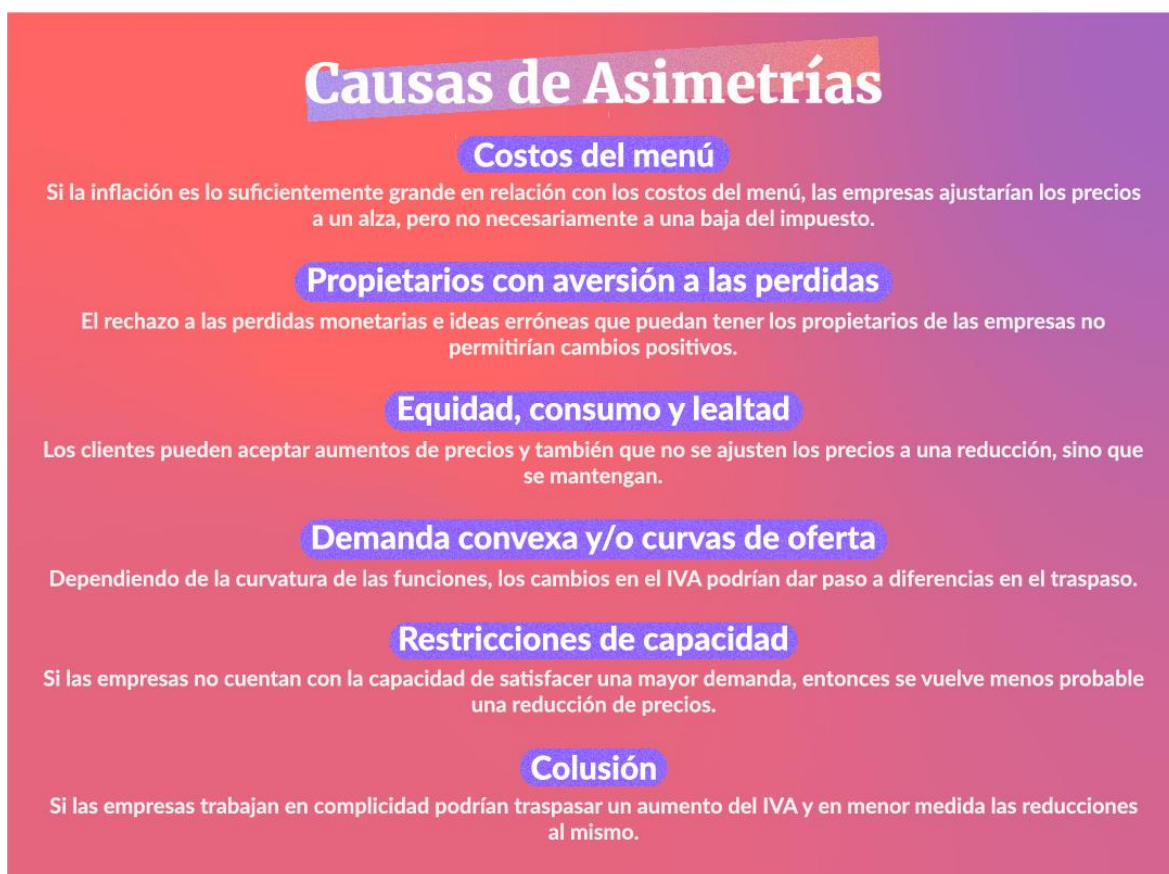 Causas de Asimetrías
Costos del menú
Si la inflación es lo suficientemente grande en relación con los costos del menú, las empresas ajustarían los precios
a un alza, pero no necesariamente a una baja del impuesto.
Propietarios con aversión a las perdidas
El rechazo a las perdidas monetarias e ideas erróneas que puedan tener los propietarios de las empresas no
permitirían cambios positivos.
Equidad, consumo y lealtad
Los clientes pueden aceptar aumentos de precios y también que no se ajusten los precios a una reducción, sino que
se mantengan.
Demanda convexa y/o curvas de oferta
Dependiendo de la curvatura de las funciones, los cambios en el IVA podrían dar paso a diferencias en el traspaso.
Restricciones de capacidad
Si las empresas no cuentan con la capacidad de satisfacer una mayor demanda, entonces se vuelve menos probable
una reducción de precios.
Colusión
Si las empresas trabajan en complicidad podrían traspasar un aumento del IVA y en menor medida las reducciones
al mismo.